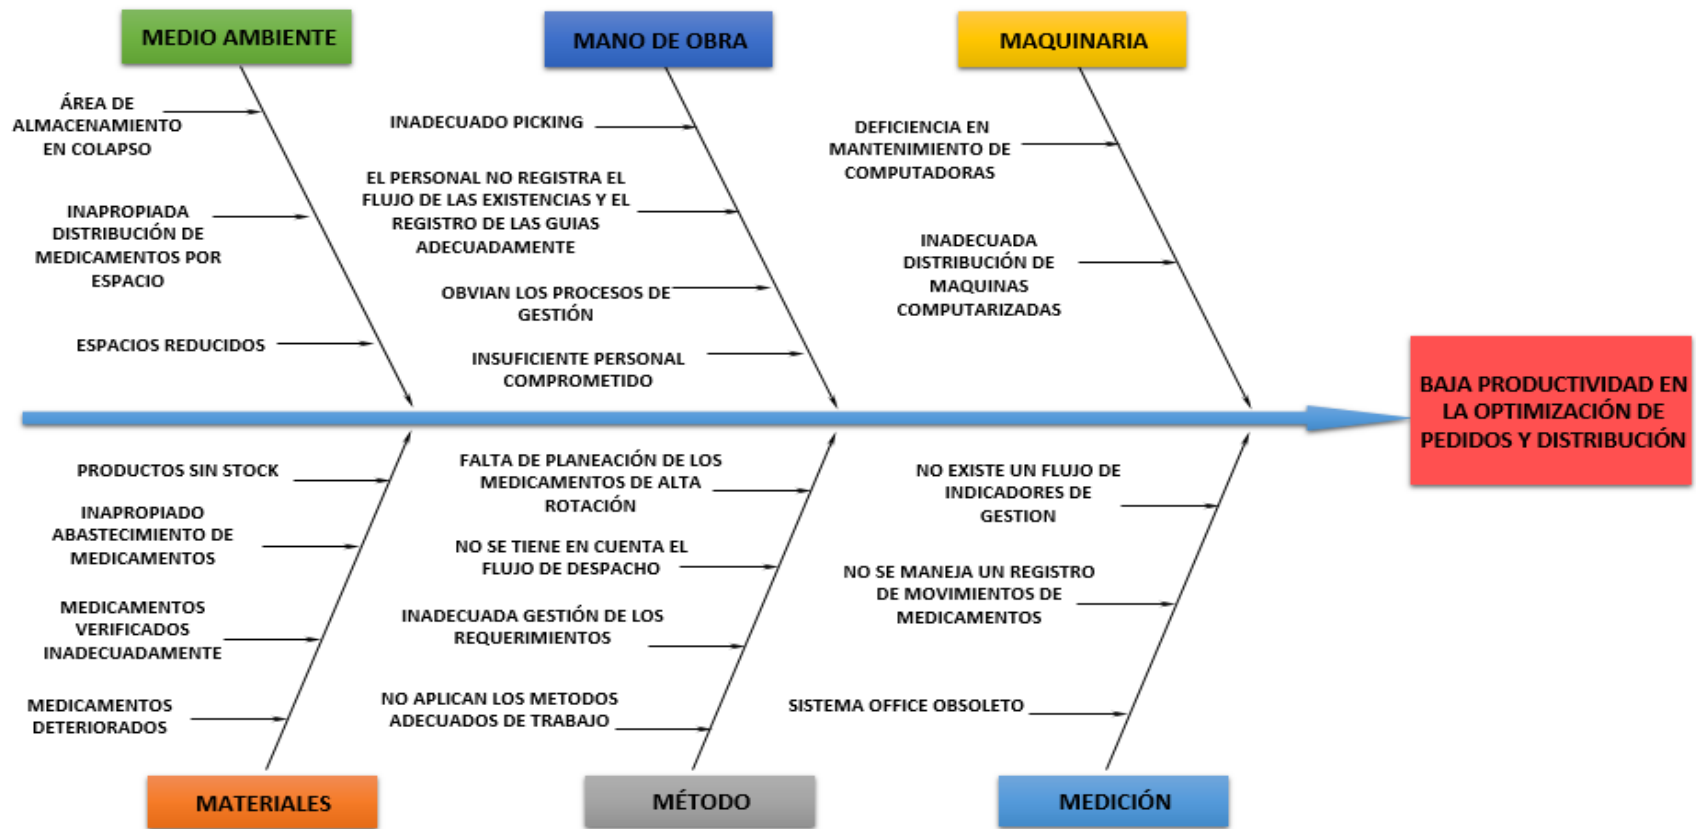 MEDIO AMBIENTE
MANO DE OBRA
MAQUINARIA
ÁREA DE
ALMACENAMIENTO
EN COLAPSO
INAPROPIADA
DISTRIBUCIÓN DE
MEDICAMENTOS POR
ESPACIO
ESPACIOS REDUCIDOS
INADECUADO PICKING
EL PERSONAL NO REGISTRA EL
FLUJO DE LAS EXISTENCIAS Y EL
REGISTRO DE LAS GUIAS
ADECUADAMENTE
OBVIAN LOS PROCESOS DE
GESTIÓN
INSUFICIENTE PERSONAL
COMPROMETIDO
DEFICIENCIA EN
MANTENIMIENTO DE
COMPUTADORAS
INADECUADA
DISTRIBUCIÓN DE
MAQUINAS
COMPUTARIZADAS
BAJA PRODUCTIVIDAD EN
LA OPTIMIZACIÓN DE
PEDIDOS Y DISTRIBUCIÓN
PRODUCTOS SIN STOCK
INAPROPIADO
ABASTECIMIENTO DE
MEDICAMENTOS
MEDICAMENTOS
VERIFICADOS
INADECUADAMENTE
MEDICAMENTOS
DETERIORADOS
FALTA DE PLANEACIÓN DE LOS
MEDICAMENTOS DE ALTA
ROTACIÓN
NO SE TIENE EN CUENTA EL
FLUJO DE DESPACHO
INADECUADA GESTIÓN DE LOS
REQUERIMIENTOS
NO APLICAN LOS METODOS
ADECUADOS DE TRABAJO
NO EXISTE UN FLUJO DE
INDICADORES DE
GESTION
NO SE MANEJA UN REGISTRO
DE MOVIMIENTOS DE
MEDICAMENTOS
SISTEMA OFFICE OBSOLETO
MATERIALES
MÉTODO
MEDICIÓN